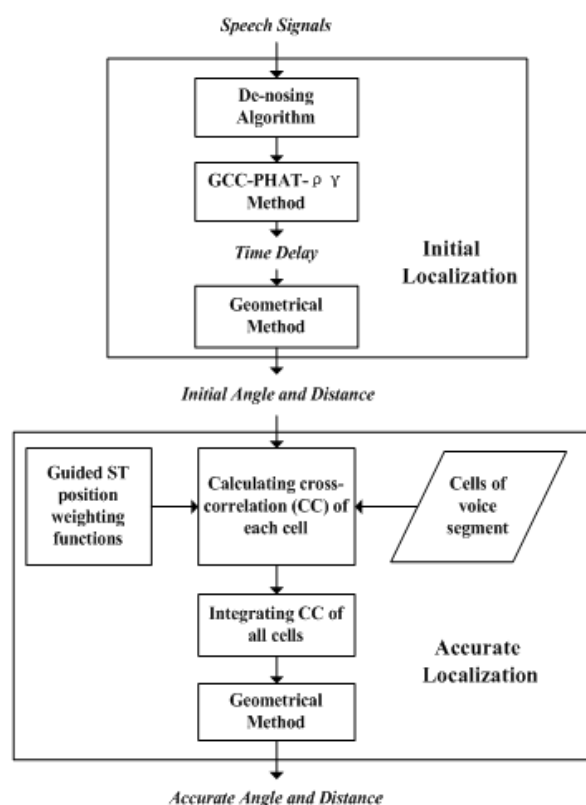 Speech Signals
De-nosing
Algorithm
GCC-PHAT-ρ γ
Method
Time Delay
Initial
Localization
Geometrical
Method
Initial Angle and Distance
Guided ST
position
weighting
functions
Calculating cross-
correlation (CC) of
each cell
Cells of
voice
segment
Integrating CC of
all cells
Accurate
Localization
Geometrical
Method
Accurate Angle and Distance